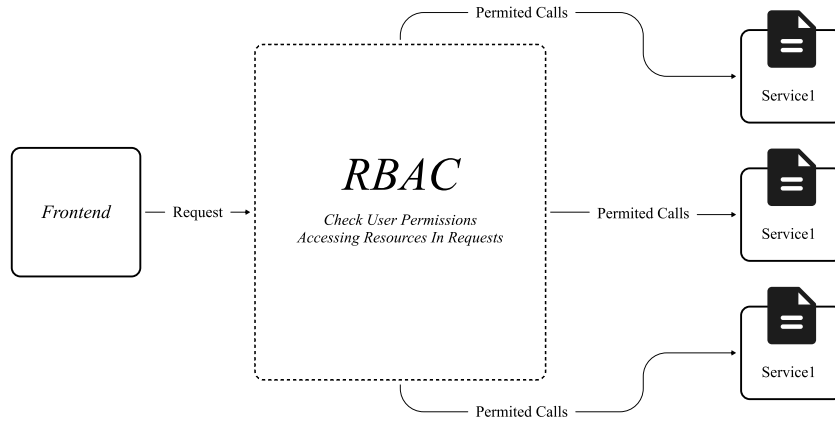 Permited Calls
Service1
Frontend
Request
RBAC
Check User Permissions
Accessing Resources In Requests
Permited Calls
Service1
Permited Calls
Service1